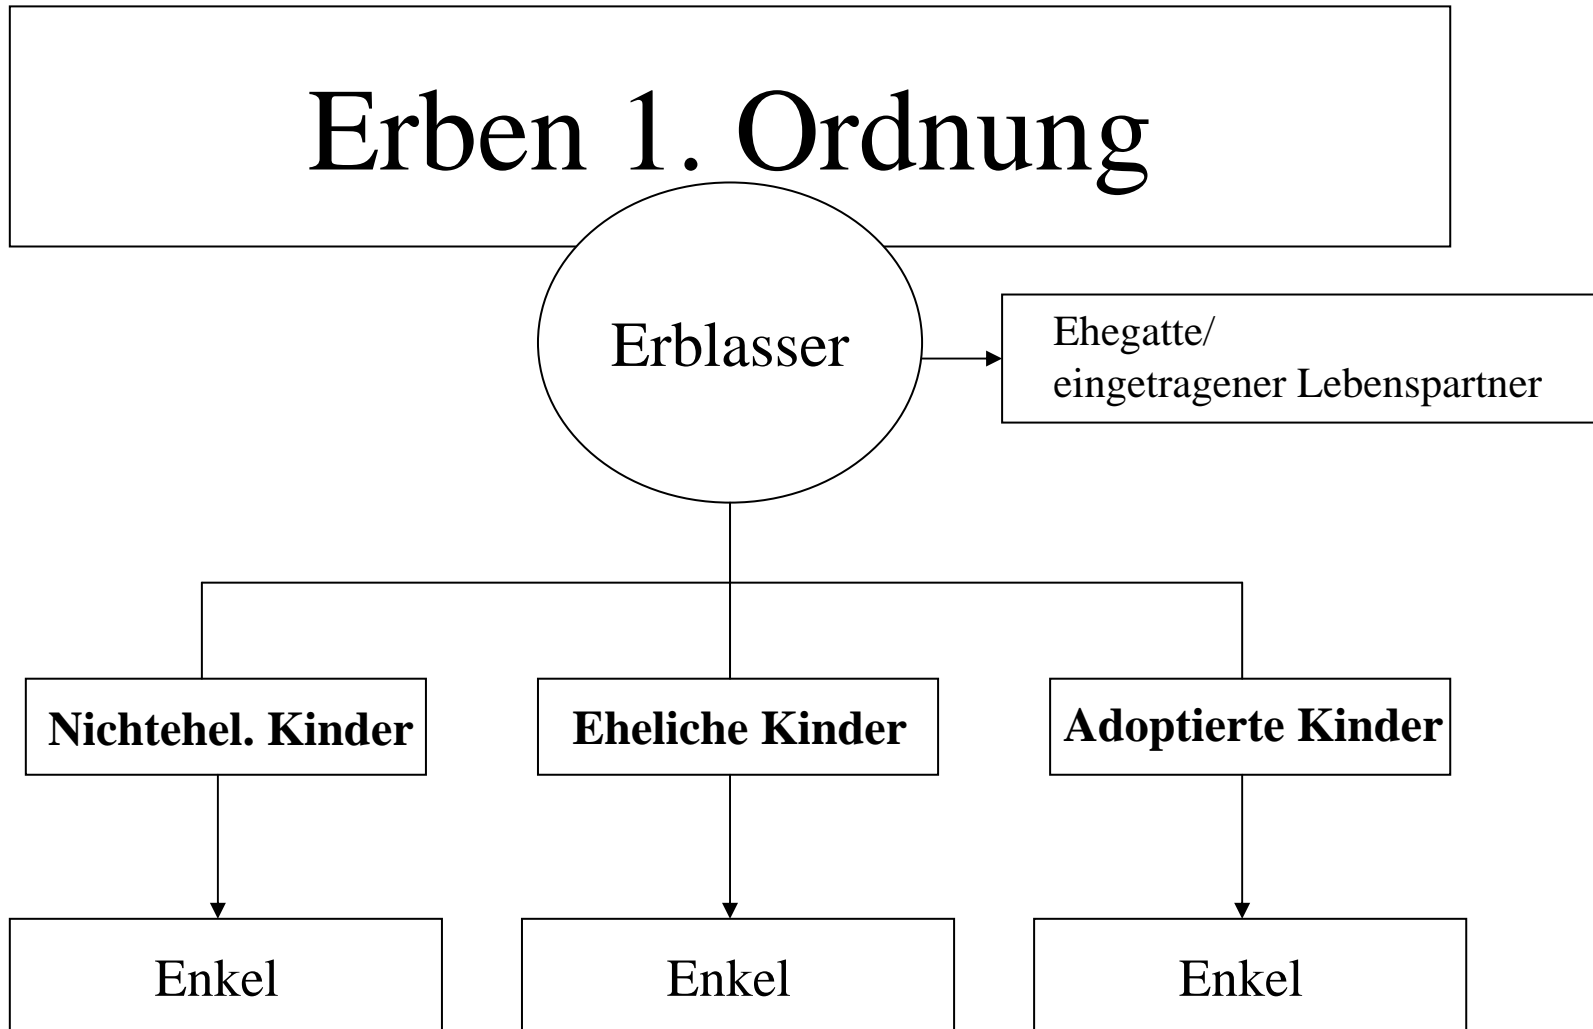 Erben 1. Ordnung
Erblasser
Ehegatte/
eingetragener Lebenspartner
Nichtehel. Kinder
Eheliche Kinder
Adoptierte Kinder
Enkel
Enkel
Enkel